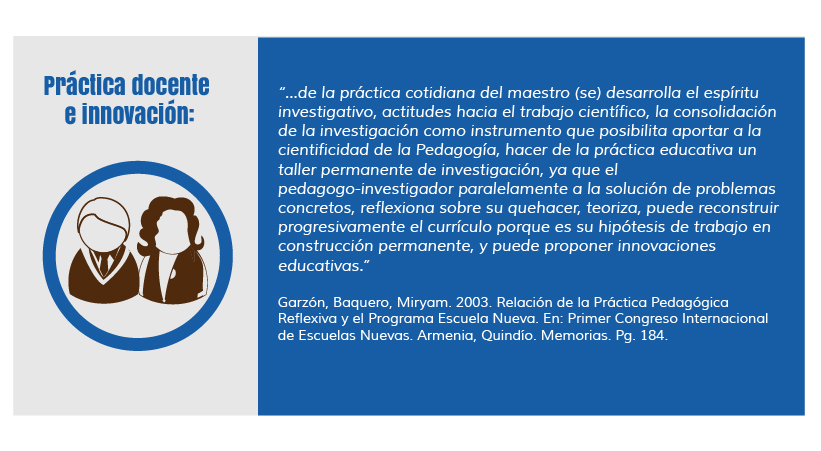 Práctica docente
e innovación:
“...de la práctica cotidiana del maestro (se) desarrolla el espíritu
investigativo, actitudes hacia el trabajo científico, la consolidación
de la investigación como instrumento que posibilita aportar a la
cientificidad de la Pedagogía, hacer de la práctica educativa un
taller permanente de investigación, ya que el
pedagogo-investigador paralelamente a la solución de problemas
concretos, reflexiona sobre su quehacer, teoriza, puede reconstruir
progresivamente el currículo porque es su hipótesis de trabajo en
construcción permanente, y puede proponer innovaciones
educativas.”
Garzón, Baquero, Miryam. 2003. Relación de la Práctica Pedagógica
Reflexiva y el Programa Escuela Nueva. En: Primer Congreso Internacional
de Escuelas Nuevas. Armenia, Quindío. Memorias. Pg. 184.